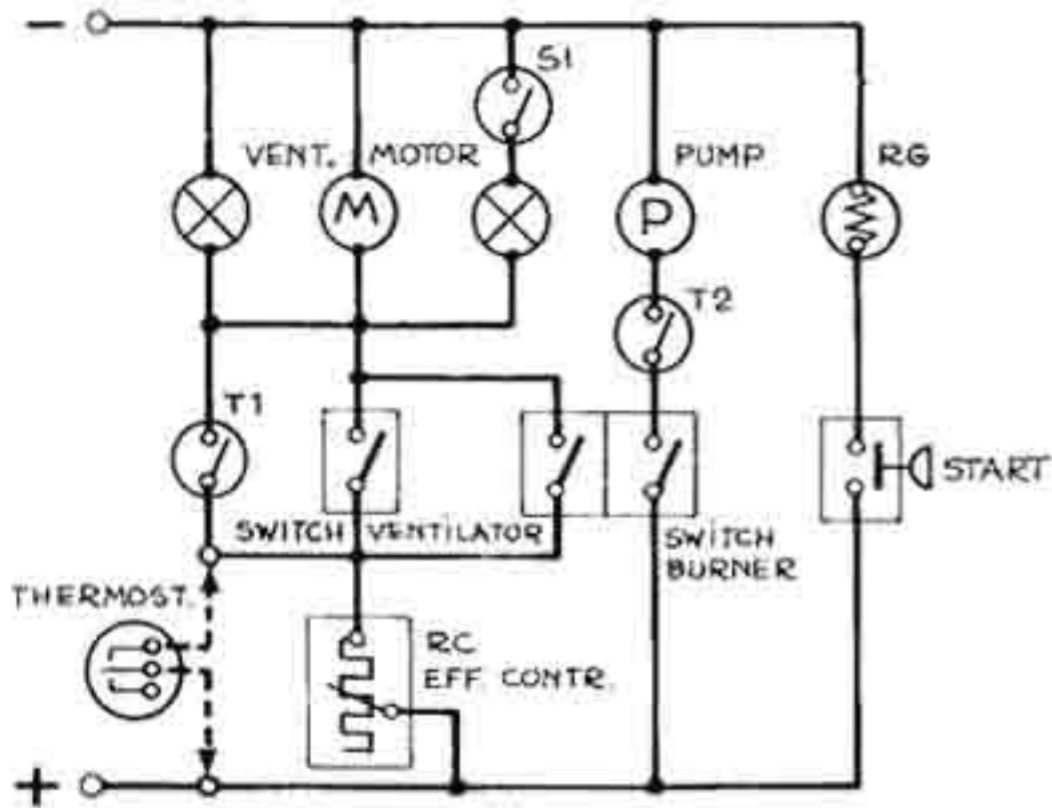 −
S1
VENT. MOTOR
PUMP
RG
M
P
T2
T1
START
SWITCH VENTILATOR
SWITCH
BURNER
THERMOST.
RC
EFF. CONTR.
+